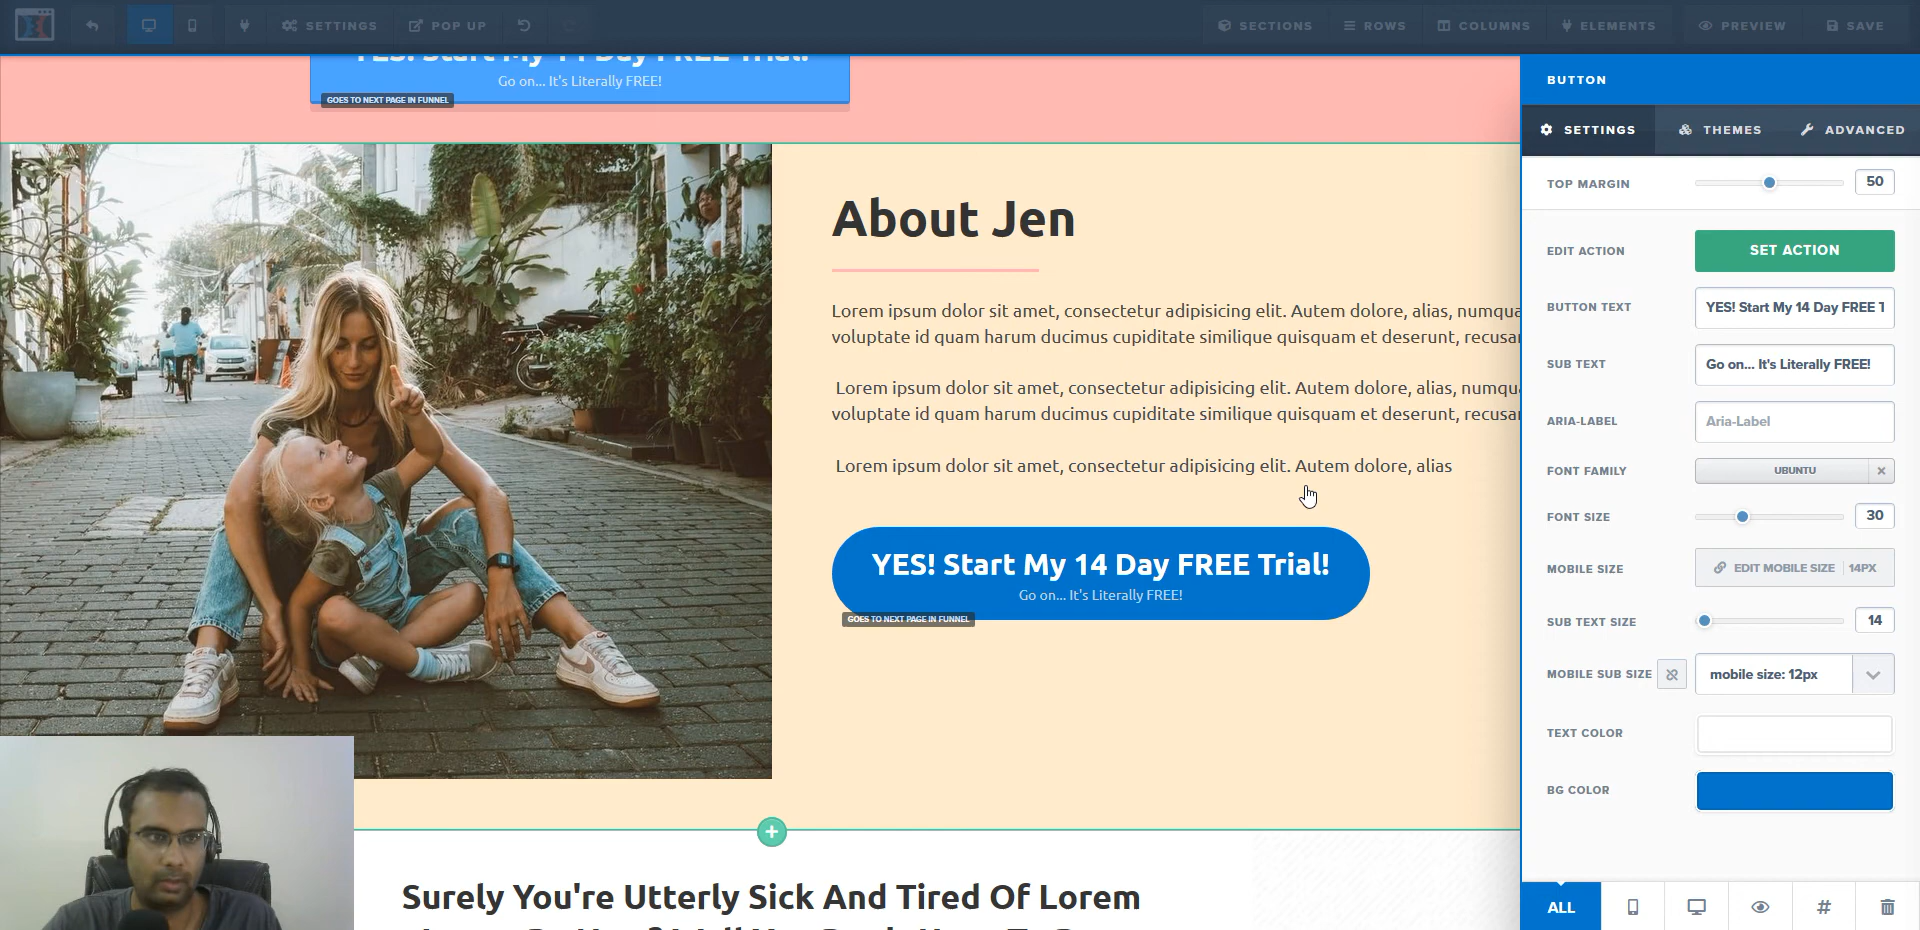 SETTINGS
POP UP
SECTIONS
ROWS
COLUMNS
ELEMENTS
PREVIEW
SAVE
YES! Start My 14 Day FREE Trial!
Go on... It's Literally FREE!
GOES TO NEXT PAGE IN FUNNEL
About Jen
Lorem ipsum dolor sit amet, consectetur adipisicing elit. Autem dolore, alias, numqua
voluptate id quam harum ducimus cupiditate similique quisquam et deserunt, recusa
Lorem ipsum dolor sit amet, consectetur adipisicing elit. Autem dolore, alias, numqu
voluptate id quam harum ducimus cupiditate similique quisquam et deserunt, recusa
Lorem ipsum dolor sit amet, consectetur adipisicing elit. Autem dolore, alias
YES! Start My 14 Day FREE Trial!
Go on... It's Literally FREE!
GOES TO NEXT PAGE IN FUNNEL
Surely You're Utterly Sick And Tired Of Lorem
BUTTON
SETTINGS
THEMES
ADVANCED
TOP MARGIN 50
EDIT ACTION SET ACTION
BUTTON TEXT YES! Start My 14 Day FREE T
SUB TEXT Go on... It's Literally FREE!
ARIA-LABEL Aria-Label
FONT FAMILY UBUNTU ×
FONT SIZE 30
MOBILE SIZE EDIT MOBILE SIZE 14PX
SUB TEXT SIZE 14
MOBILE SUB SIZE mobile size: 12px
TEXT COLOR
BG COLOR
ALL #